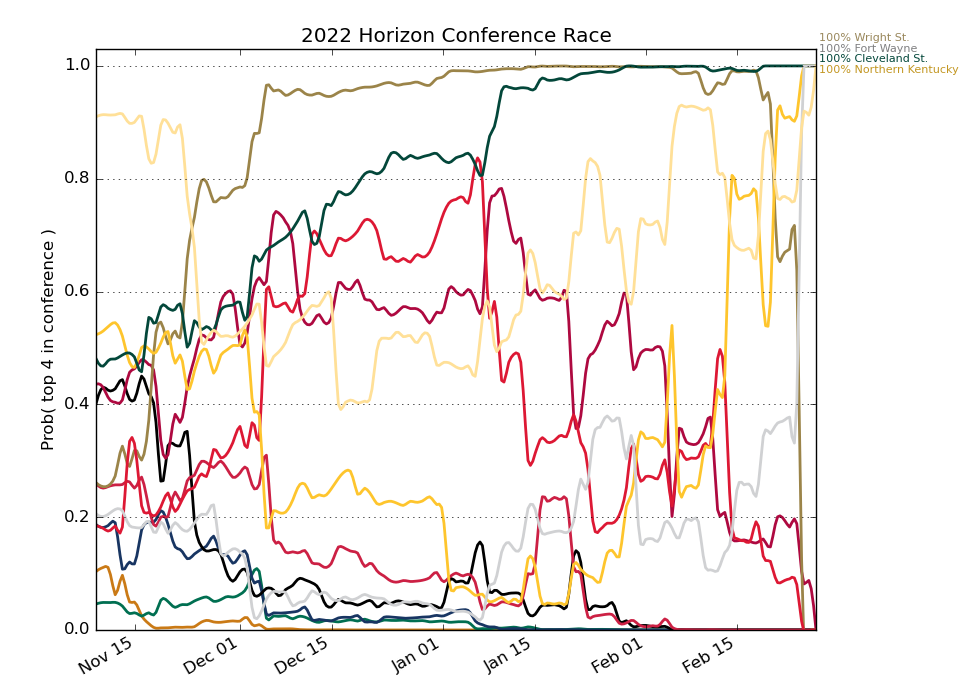 2022 Horizon Conference Race
100% Wright St.
100% Fort Wayne
100% Cleveland St.
100% Northern Kentucky
Prob( top 4 in conference )
1.0
0.8
0.6
0.4
0.2
0.0
Nov 15
Dec 01
Dec 15
Jan 01
Jan 15
Feb 01
Feb 15